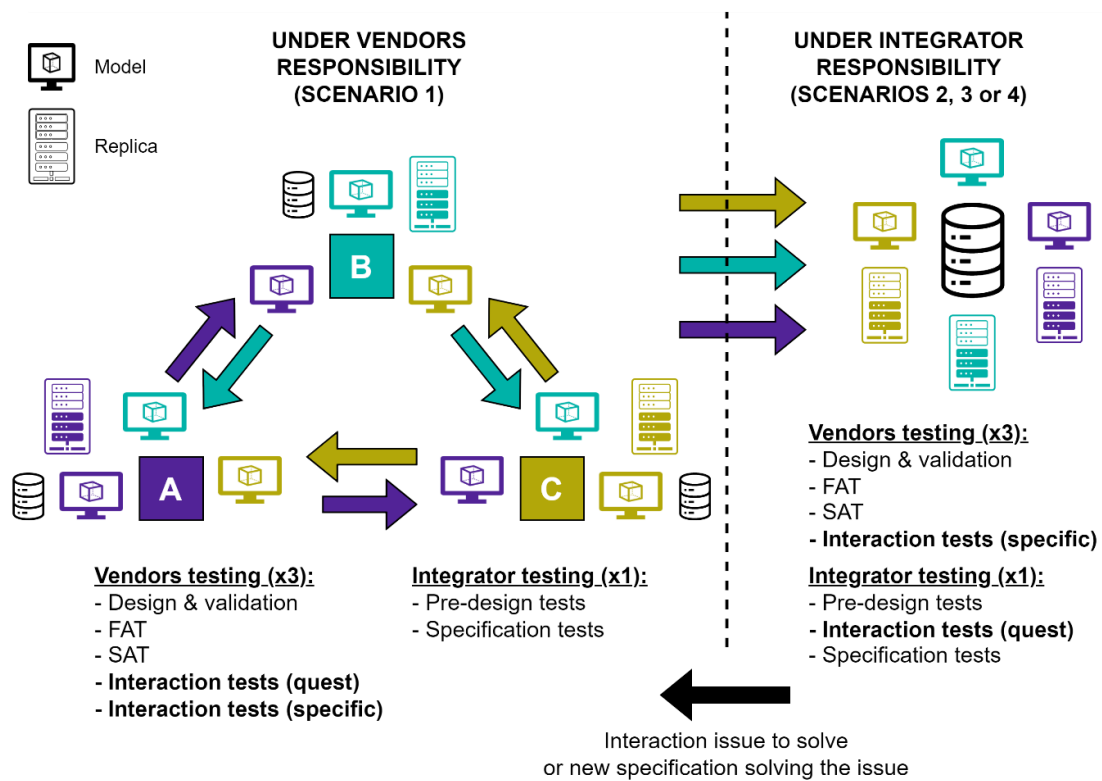 UNDER VENDORS
RESPONSIBILITY
(SCENARIO 1)
UNDER INTEGRATOR
RESPONSIBILITY
(SCENARIOS 2, 3 or 4)
Model
Replica
B
A
C
Vendors testing (x3):
- Design & validation
- FAT
- SAT
- Interaction tests (quest)
- Interaction tests (specific)
Integrator testing (x1):
- Pre-design tests
- Specification tests
Vendors testing (x3):
- Design & validation
- FAT
- SAT
- Interaction tests (specific)
Integrator testing (x1):
- Pre-design tests
- Interaction tests (quest)
- Specification tests
Interaction issue to solve
or new specification solving the issue